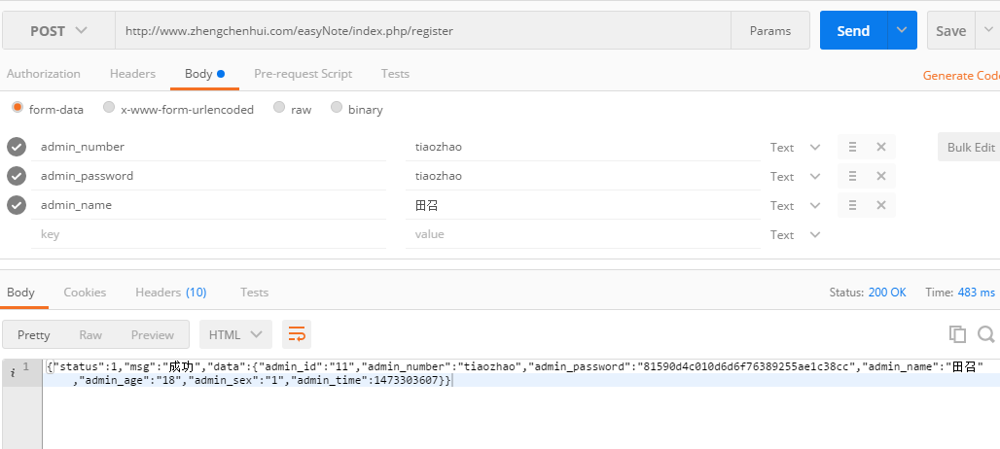 POST http://www.zhengchenhui.com/easyNote/index.php/register Params Send Save
Authorization Headers Body Pre-request Script Tests Generate Code
form-data x-www-form-urlencoded raw binary
admin_number tiaozhao Text Bulk Edit
admin_password tiaozhao Text
admin_name 田召 Text
key value Text
Body Cookies Headers (10) Tests Status: 200 OK Time: 483 ms
Pretty Raw Preview HTML
i 1 {"status":1,"msg":"成功","data":{"admin_id":"11","admin_number":"tiaozhao","admin_password":"81590d4c010d6d6f76389255ae1c38cc","admin_name":"田召"
,"admin_age":"18","admin_sex":"1","admin_time":1473303607}}